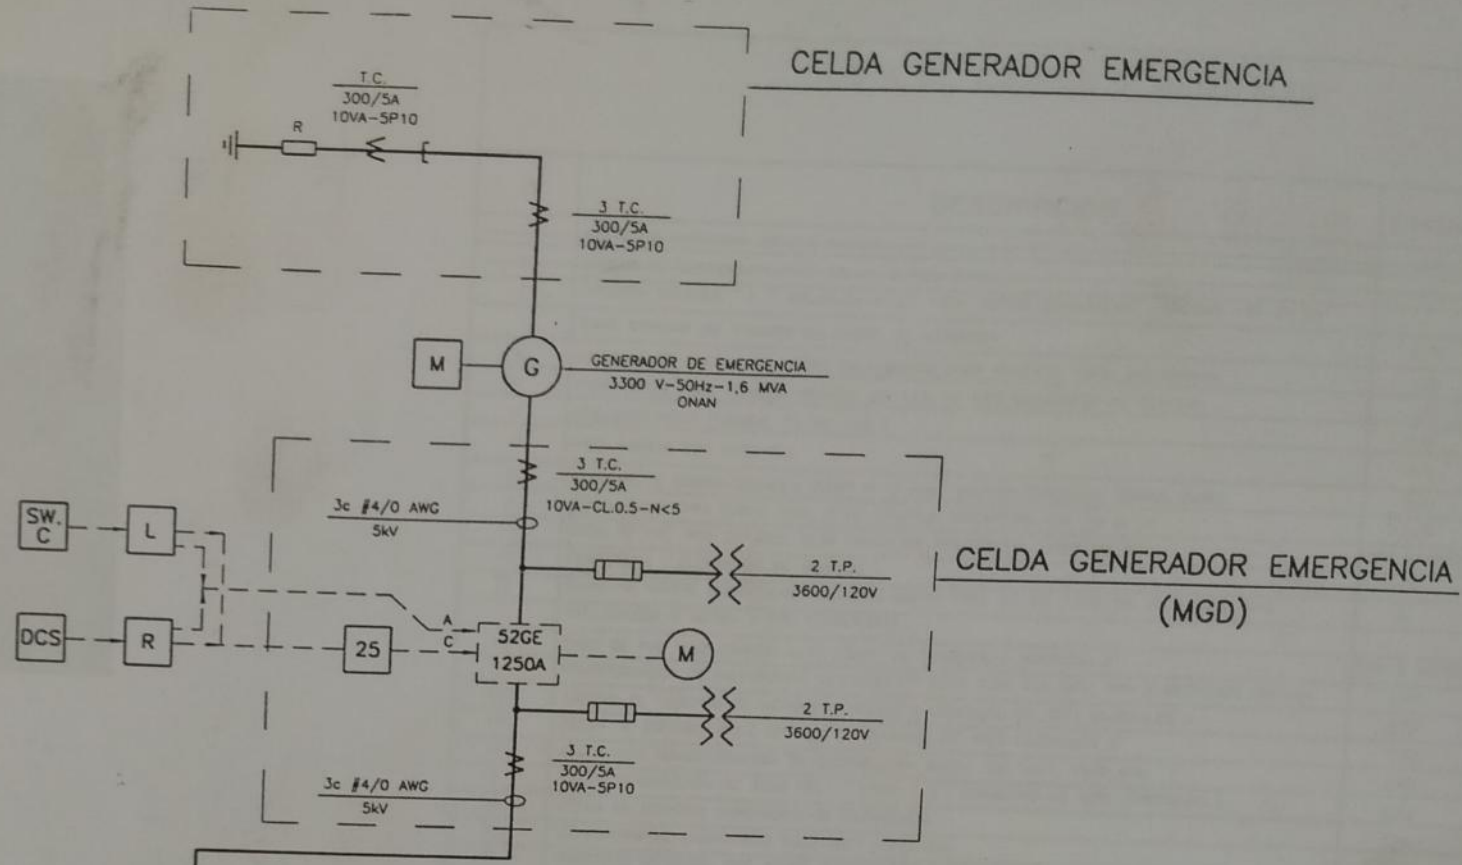 CELDA GENERADOR EMERGENCIA
T.C.
300/5A
10VA-5P10
R
3 T.C.
300/5A
10VA-5P10
M
G
GENERADOR DE EMERGENCIA
3300 V-50Hz-1,6 MVA
ONAN
3 T.C.
300/5A
10VA-CL.0.5-N<5
3c #4/0 AWG
5kV
SW.
C
L
2 T.P.
3600/120V
CELDA GENERADOR EMERGENCIA
(MGD)
DCS
R
25
A
C
52GE
1250A
M
2 T.P.
3600/120V
3 T.C.
300/5A
10VA-5P10
3c #4/0 AWG
5kV